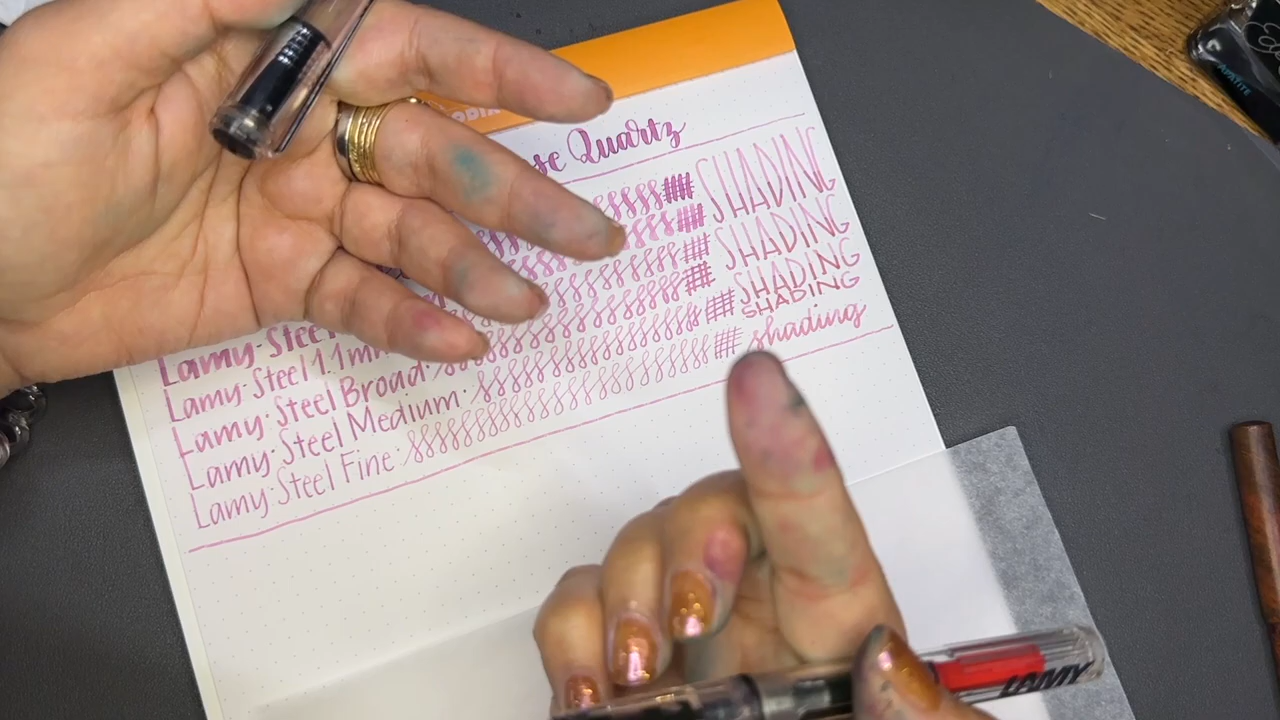 Quartz
SHADING
SHADING
Lamy·Steel SHADING
Lamy·Steel 1.1mm SHADING
Lamy·Steel Broad·
Lamy·Steel Medium·
Lamy·Steel Fine· shading
LAMY
APATITE